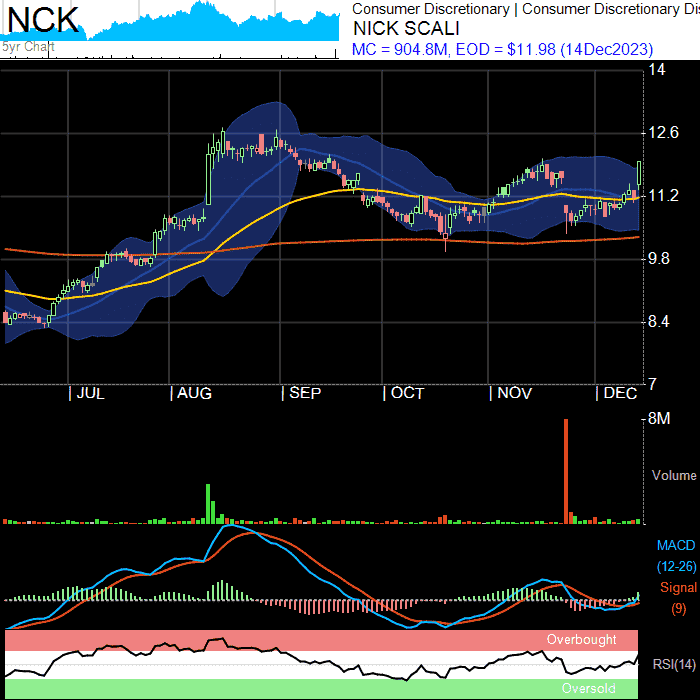 NCK
5yr Chart
Consumer Discretionary | Consumer Discretionary Dis
NICK SCALI
MC = 904.8M, EOD = $11.98 (14Dec2023)
14
12.6
11.2
9.8
8.4
7
| JUL | AUG | SEP | OCT | NOV | DEC
8M
Volume
MACD
(12-26)
Signal
(9)
Overbought
RSI(14)
Oversold